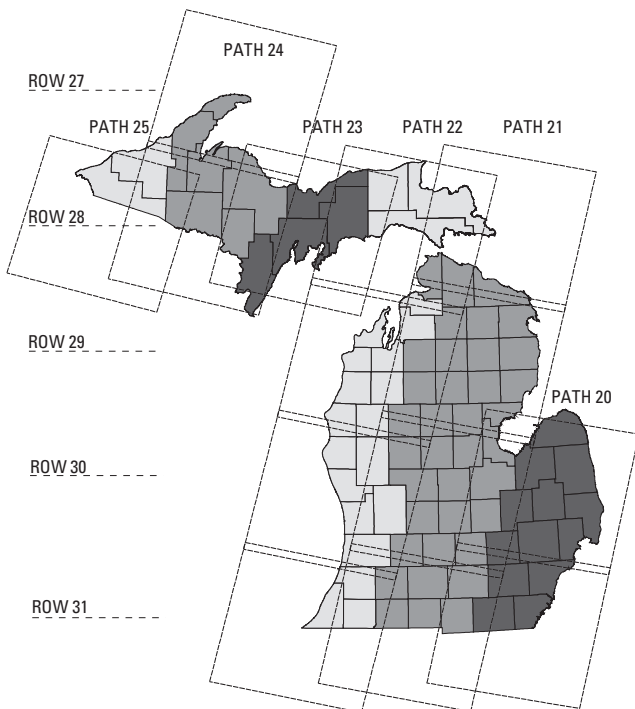 PATH 24
ROW 27
PATH 25
PATH 23
PATH 22
PATH 21
ROW 28
ROW 29
PATH 20
ROW 30
ROW 31